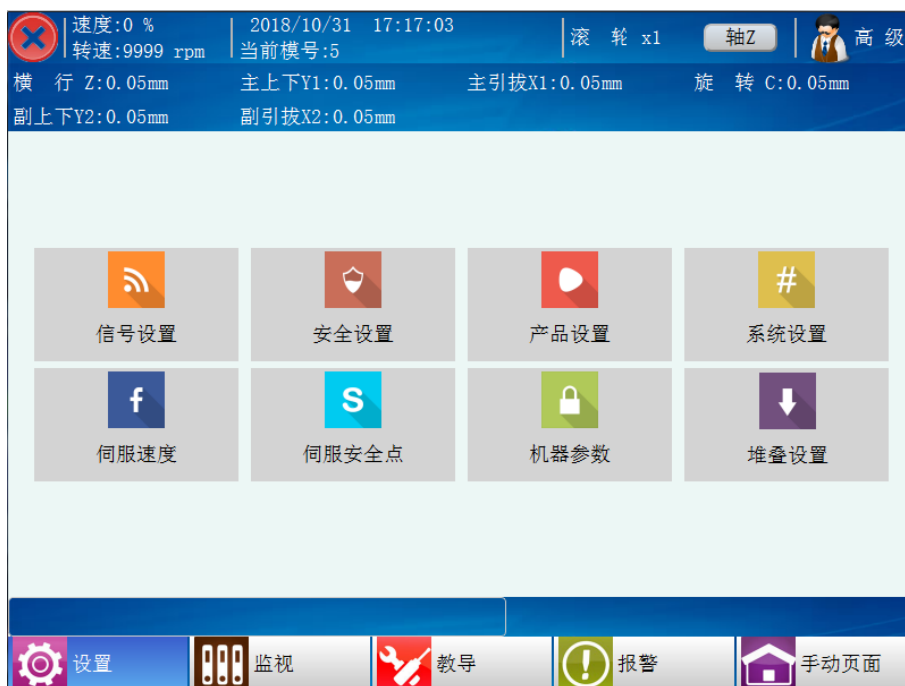 速度:0 % 2018/10/31 17:17:03 滚 轮 x1 轴Z 高 级
转速:9999 rpm 当前模号:5
横 行 Z:0.05mm 主上下Y1:0.05mm 主引拔X1:0.05mm 旋 转 C:0.05mm
副上下Y2:0.05mm 副引拔X2:0.05mm
# 
信号设置 安全设置 产品设置 系统设置
f S
伺服速度 伺服安全点 机器参数 堆叠设置
设置 监视 教导 报警 手动页面